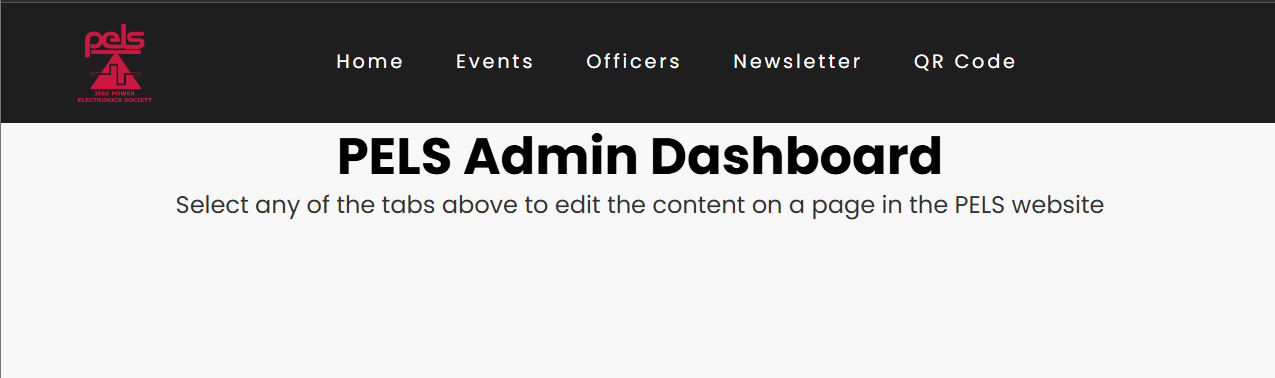 pels
IEEE POWER
ELECTRONICS SOCIETY
Home Events Officers Newsletter QR Code
PELS Admin Dashboard
Select any of the tabs above to edit the content on a page in the PELS website